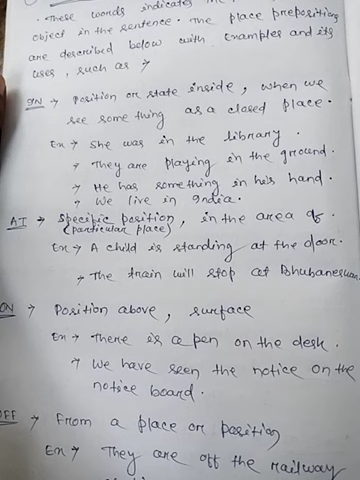 These words indicates the
object in the sentence. The place prepositions
are described below with Examples and its
uses, such as →
IN → Position or state inside, when we
see something as a closed place.
Ex → She was in the library.
→ They are playing in the ground.
→ He has something in his hand.
→ We live in India.
AT → Specific position, in the area of.
(particular place)
Ex → A child is standing at the door.
→ The train will stop at Bhubaneswar.
ON → Position above, surface
Ex → There is a pen on the desk.
→ We have seen the notice on the
notice board.
OFF → From a place or position
Ex → They are off the railway